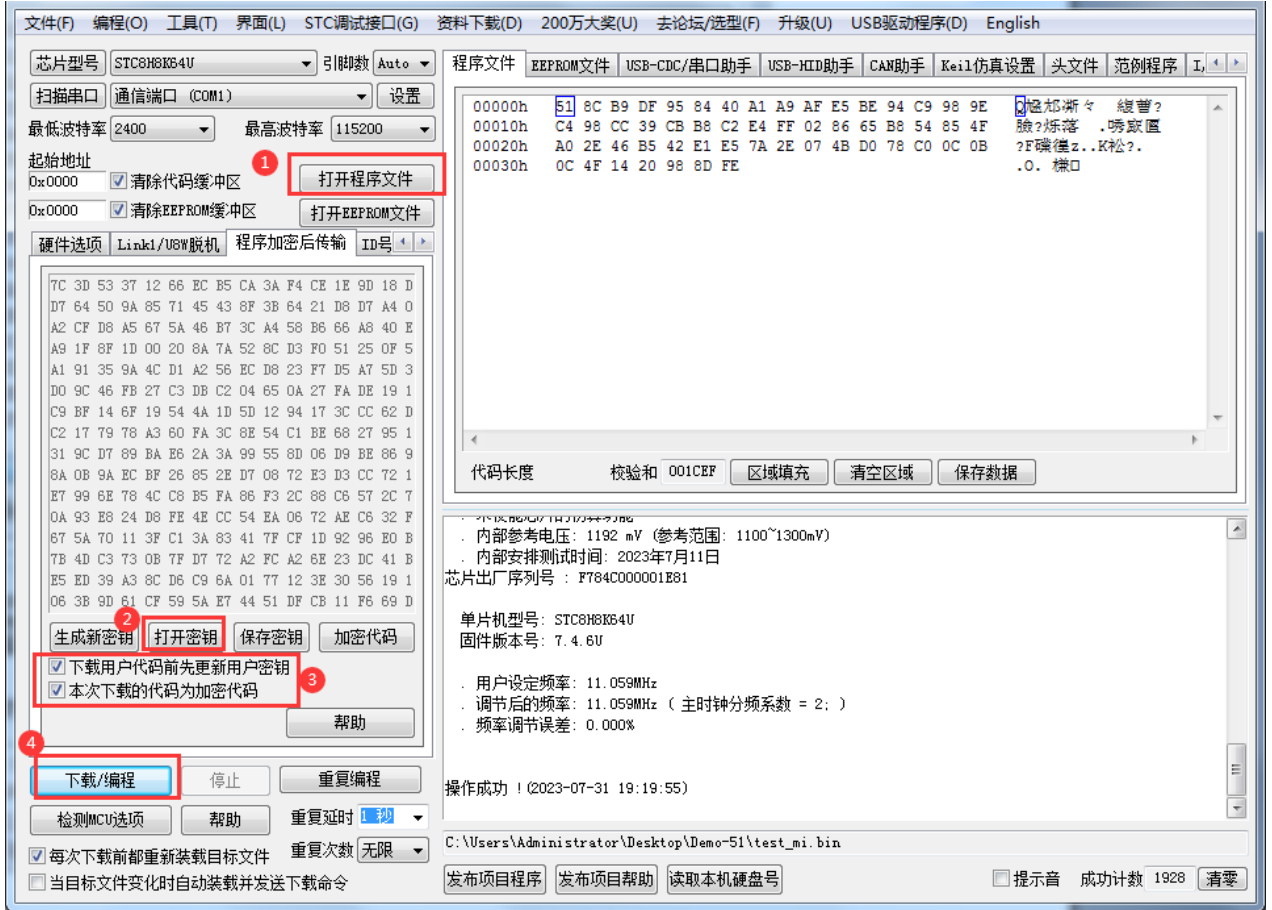 文件(F) 编程(O) 工具(T) 界面(L) STC调试接口(G) 资料下载(D) 200万大奖(U) 去论坛/选型(F) 升级(U) USB驱动程序(D) English
芯片型号 STC8H8K64U 引脚数 Auto
扫描串口 通信端口 (COM1) 设置
最低波特率 2400 最高波特率 115200
起始地址
1
0x0000 清除代码缓冲区 打开程序文件
0x0000 清除EEPROM缓冲区 打开EEPROM文件
硬件选项 Link1/U8W脱机 程序加密后传输 ID号
7C 3D 53 37 12 66 EC B5 CA 3A F4 CE 1E 9D 18 D
D7 64 50 9A 85 71 45 43 8F 3B 64 21 D8 D7 A4 0
A2 CF D8 A5 67 5A 46 B7 3C A4 58 B6 66 A8 40 E
A9 1F 8F 1D 00 20 8A 7A 52 8C D3 F0 51 25 0F 5
A1 91 35 9A 4C D1 A2 56 EC D8 23 F7 D5 A7 5D 3
D0 9C 46 FB 27 C3 DB C2 04 65 0A 27 FA DE 19 1
C9 BF 14 6F 19 54 4A 1D 5D 12 94 17 3C CC 62 D
C2 17 79 78 A3 60 FA 3C 8E 54 C1 BE 68 27 95 1
31 9C D7 89 BA E6 2A 3A 99 55 8D 06 D9 BE 86 9
8A 0B 9A EC BF 26 85 2E D7 08 72 E3 D3 CC 72 1
E7 99 6E 78 4C C8 B5 FA 86 F3 2C 88 C6 57 2C 7
0A 93 E8 24 D8 FE 4E CC 54 EA 06 72 AE C6 32 F
67 5A 70 11 3F C1 3A 83 41 7F CF 1D 92 96 E0 B
7B 4D C3 73 0B 7F D7 72 A2 FC A2 6E 23 DC 41 B
E5 ED 39 A3 8C D6 C9 6A 01 77 12 3E 30 56 19 1
06 3B 9D 61 CF 59 5A E7 44 51 DF CB 11 F6 69 D
2
生成新密钥 打开密钥 保存密钥 加密代码
下载用户代码前先更新用户密钥
本次下载的代码为加密代码
3
帮助
4
下载/编程 停止 重复编程
检测MCU选项 帮助 重复延时 1 秒
每次下载前都重新装载目标文件 重复次数 无限
当目标文件变化时自动装载并发送下载命令
程序文件 EEPROM文件 USB-CDC/串口助手 USB-HID助手 CAN助手 Keil仿真设置 头文件 范例程序 I,
00000h 51 8C B9 DF 95 84 40 A1 A9 AF E5 BE 94 C9 98 9E
00010h C4 98 CC 39 CB B8 C2 E4 FF 02 86 65 B8 54 85 4F
00020h A0 2E 46 B5 42 E1 E5 7A 2E 07 4B D0 78 C0 0C 0B
00030h 0C 4F 14 20 98 8D FE
代码长度 校验和 001CEF 区域填充 清空区域 保存数据
. 内部参考电压: 1192 mV (参考范围: 1100~1300mV)
. 内部安排测试时间: 2023年7月11日
芯片出厂序列号 : F784C000001E81
单片机型号: STC8H8K64U
固件版本号: 7.4.6U
. 用户设定频率: 11.059MHz
. 调节后的频率: 11.059MHz ( 主时钟分频系数 = 2; )
. 频率调节误差: 0.000%
操作成功 !(2023-07-31 19:19:55)
C:\Users\Administrator\Desktop\Demo-51\test_mi.bin
发布项目程序 发布项目帮助 读取本机硬盘号 提示音 成功计数 1928 清零